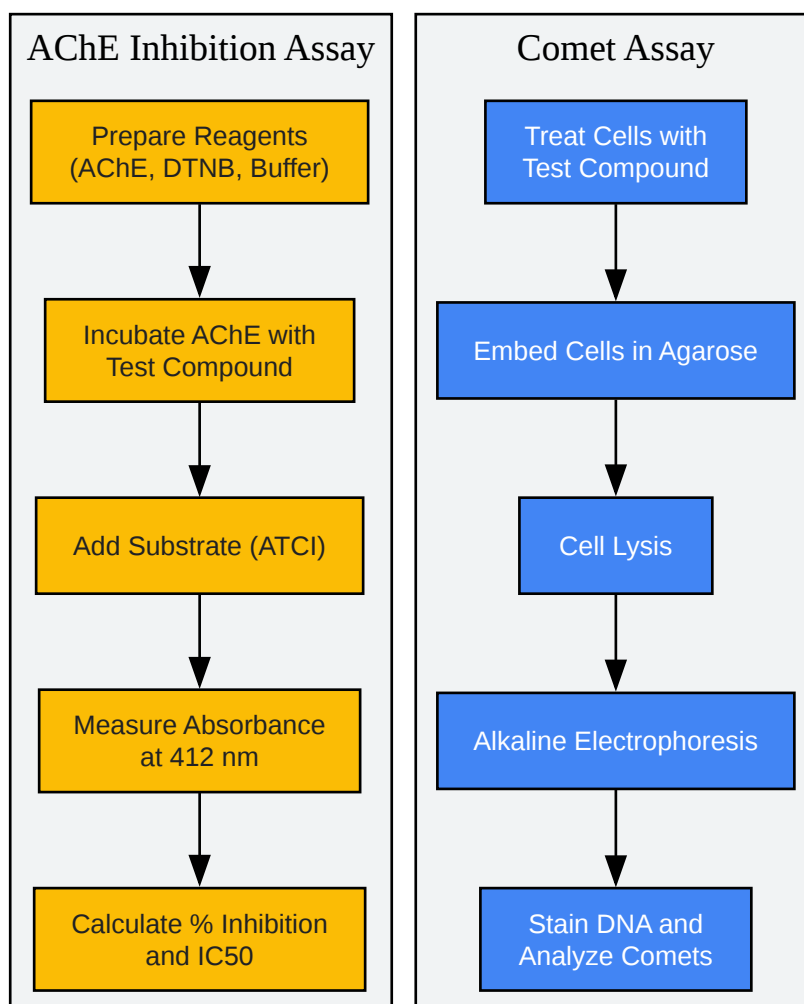 AChE Inhibition Assay
Prepare Reagents
(AChE, DTNB, Buffer)
Incubate AChE with
Test Compound
Add Substrate (ATCI)
Measure Absorbance
at 412 nm
Calculate % Inhibition
and IC50
Comet Assay
Treat Cells with
Test Compound
Embed Cells in Agarose
Cell Lysis
Alkaline Electrophoresis
Stain DNA and
Analyze Comets